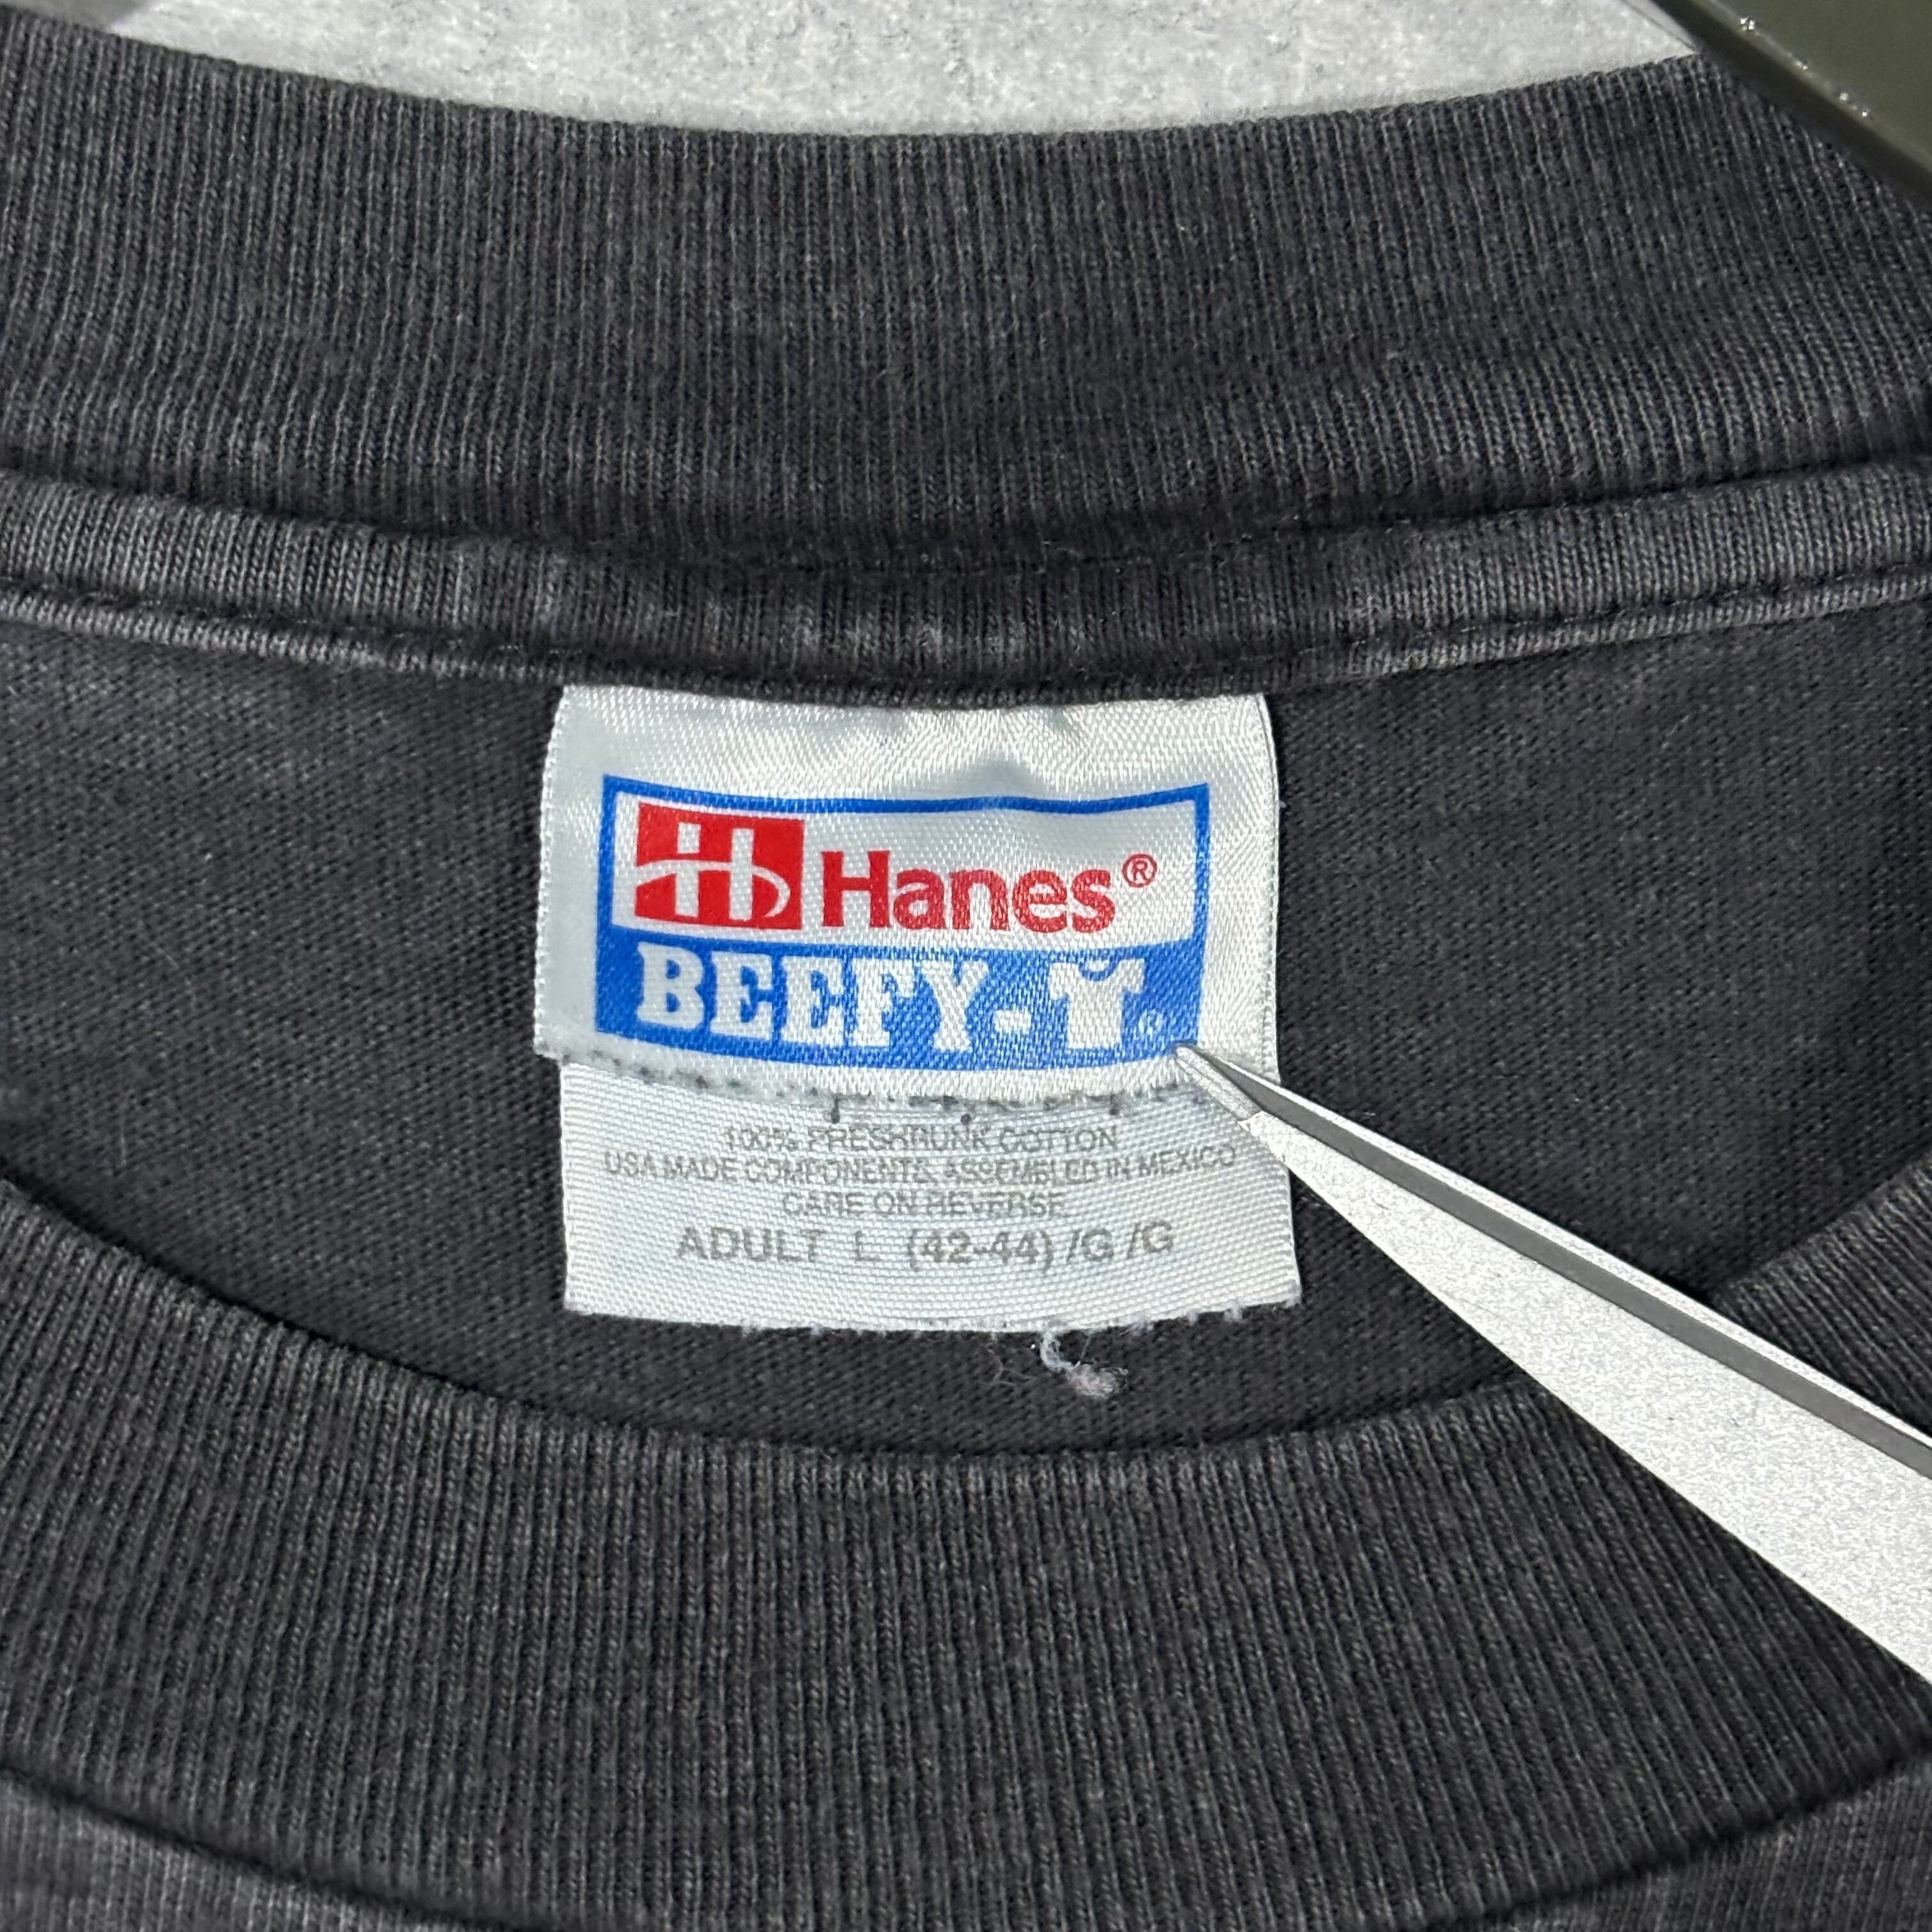 H Hanes®
BEEFY-T®
100% PRESHRUNK COTTON
USA MADE COMPONENTS, ASSEMBLED IN MEXICO
CARE ON REVERSE
ADULT L (42-44) /G /G